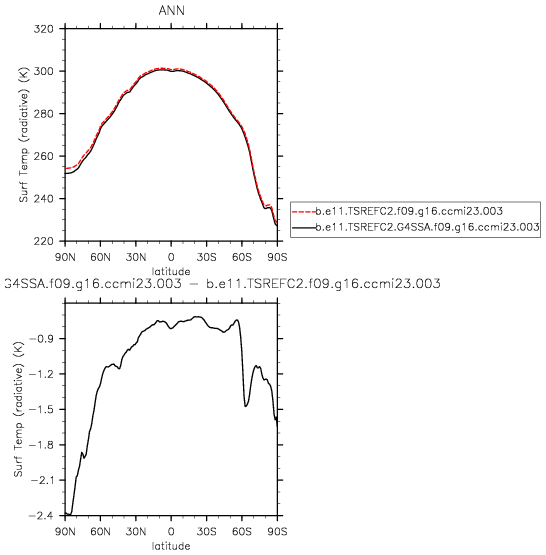 ANN
320
300
280
260
240
220
Surf Temp (radiative) (K)
90N 60N 30N 0 30S 60S 90S
latitude
b.e11.TSREFC2.f09.g16.ccmi23.003
b.e11.TSREFC2.G4SSA.f09.g16.ccmi23.003
G4SSA.f09.g16.ccmi23.003 − b.e11.TSREFC2.f09.g16.ccmi23.003
−0.9
−1.2
−1.5
−1.8
−2.1
−2.4
Surf Temp (radiative) (K)
90N 60N 30N 0 30S 60S 90S
latitude